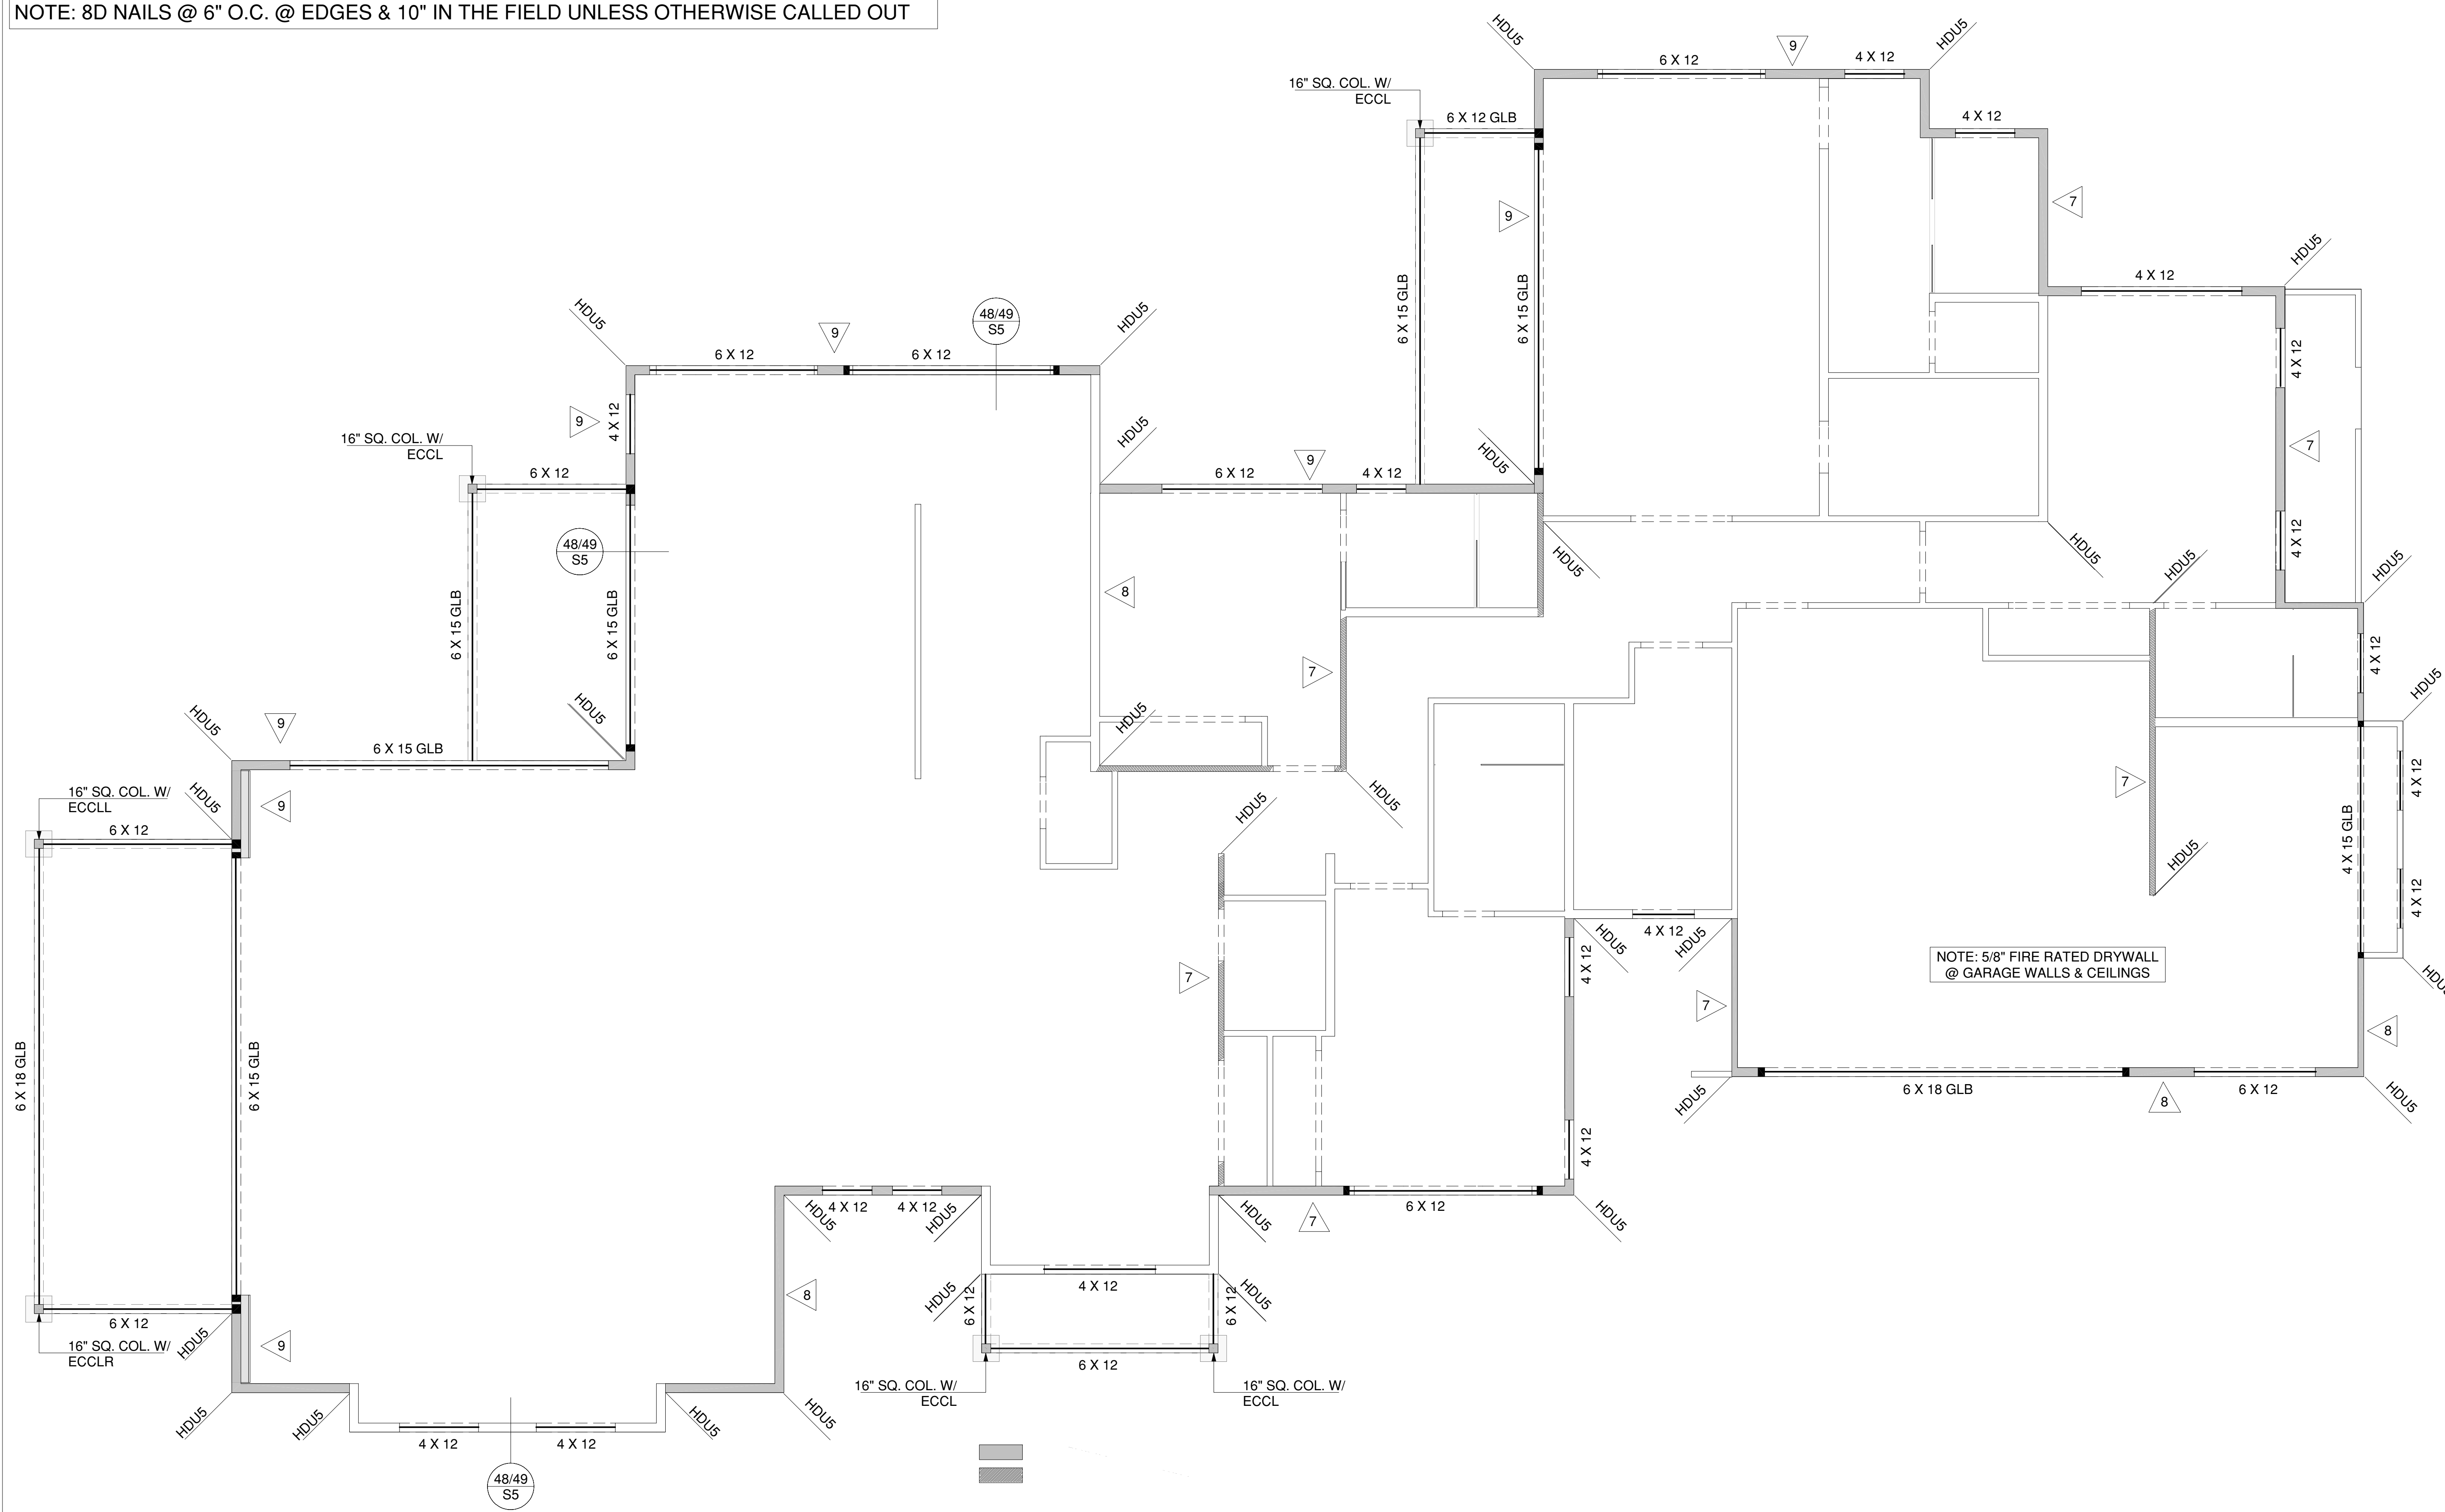 NOTE: 8D NAILS @ 6" O.C. @ EDGES & 10" IN THE FIELD UNLESS OTHERWISE CALLED OUT
HDU5
HDU5
9
6 X 12
4 X 12
16" SQ. COL. W/
ECCL
6 X 12 GLB
4 X 12
7
9
HDU5
4 X 12
6 X 15 GLB
6 X 15 GLB
4 X 12
HDU5
48/49
S5
HDU5
9
6 X 12
6 X 12
9
4 X 12
16" SQ. COL. W/
ECCL
6 X 12
HDU5
9
6 X 12
4 X 12
HDU5
7
4 X 12
48/49
S5
HDU5
HDU5
HDU5
HDU5
8
6 X 15 GLB
6 X 15 GLB
7
4 X 12
HDU5
HDU5
HDU5
9
6 X 15 GLB
HDU5
HDU5
HDU5
HDU5
7
4 X 12
16" SQ. COL. W/
ECCLL
HDU5
9
6 X 12
4 X 15 GLB
HDU5
4 X 12
HDU5
4 X 12
HDU5
4 X 12
NOTE: 5/8" FIRE RATED DRYWALL
@ GARAGE WALLS & CEILINGS
7
7
8
6 X 18 GLB
6 X 15 GLB
HDU5
6 X 18 GLB
8
6 X 12
HDU5
4 X 12
HDU5
4 X 12
4 X 12
HDU5
HDU5
7
6 X 12
HDU5
8
HDU5
6 X 12
4 X 12
6 X 12
HDU5
6 X 12
16" SQ. COL. W/
ECCLR
HDU5
9
6 X 12
16" SQ. COL. W/
ECCL
16" SQ. COL. W/
ECCL
HDU5
HDU5
HDU5
HDU5
4 X 12
4 X 12
48/49
S5